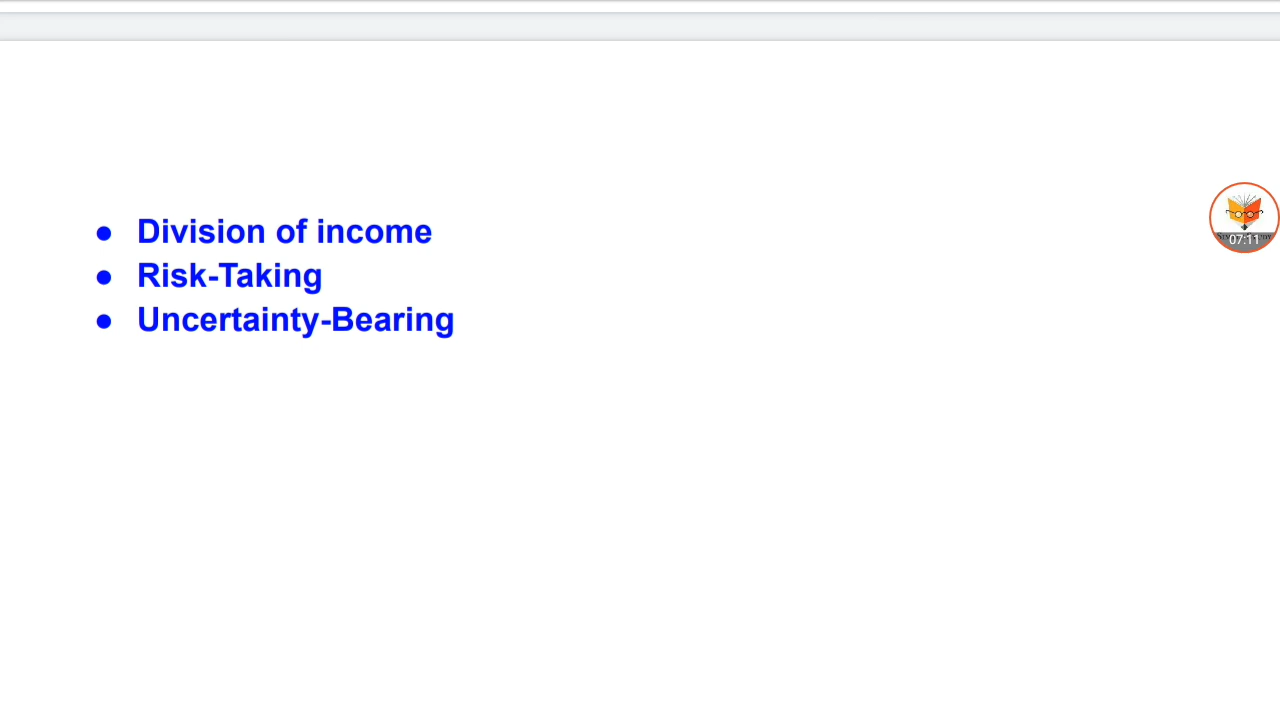 ● Division of income
● Risk-Taking
● Uncertainty-Bearing
07:11